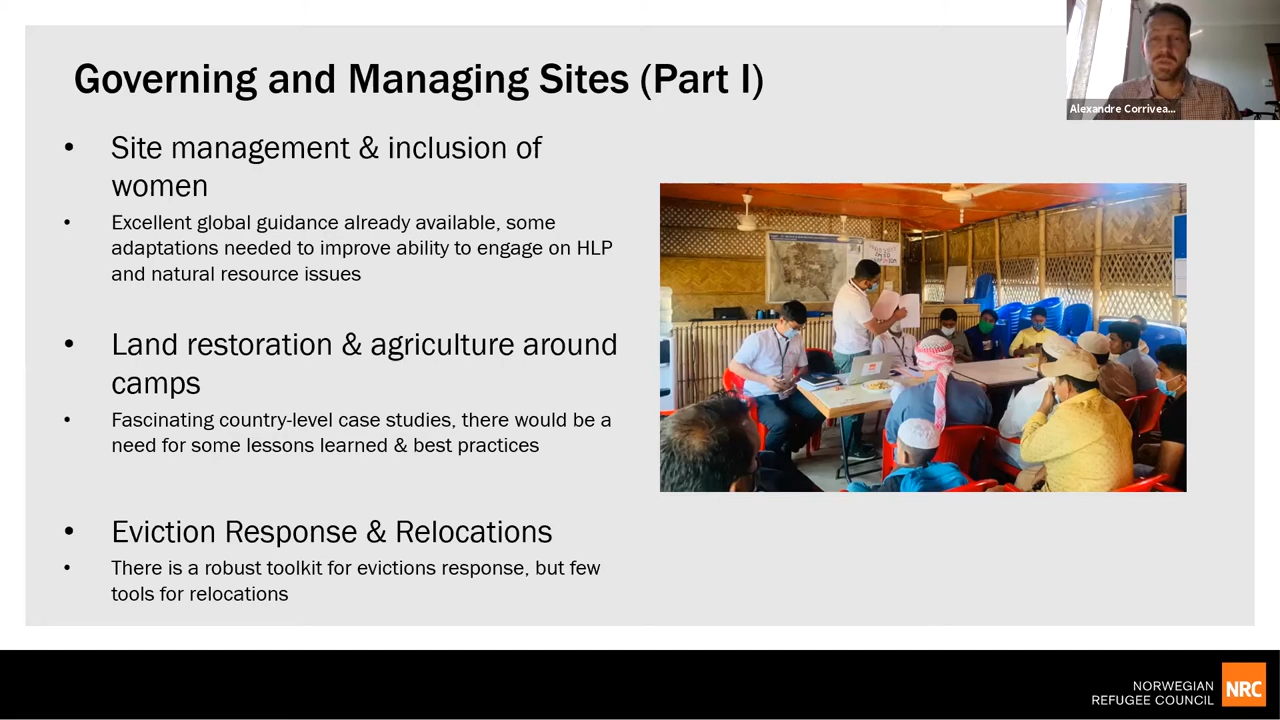 Governing and Managing Sites (Part I)
Alexandre Corrivea...
• Site management & inclusion of
women
• Excellent global guidance already available, some
adaptations needed to improve ability to engage on HLP
and natural resource issues
• Land restoration & agriculture around
camps
• Fascinating country-level case studies, there would be a
need for some lessons learned & best practices
• Eviction Response & Relocations
• There is a robust toolkit for evictions response, but few
tools for relocations
NORWEGIAN
REFUGEE COUNCIL
NRC